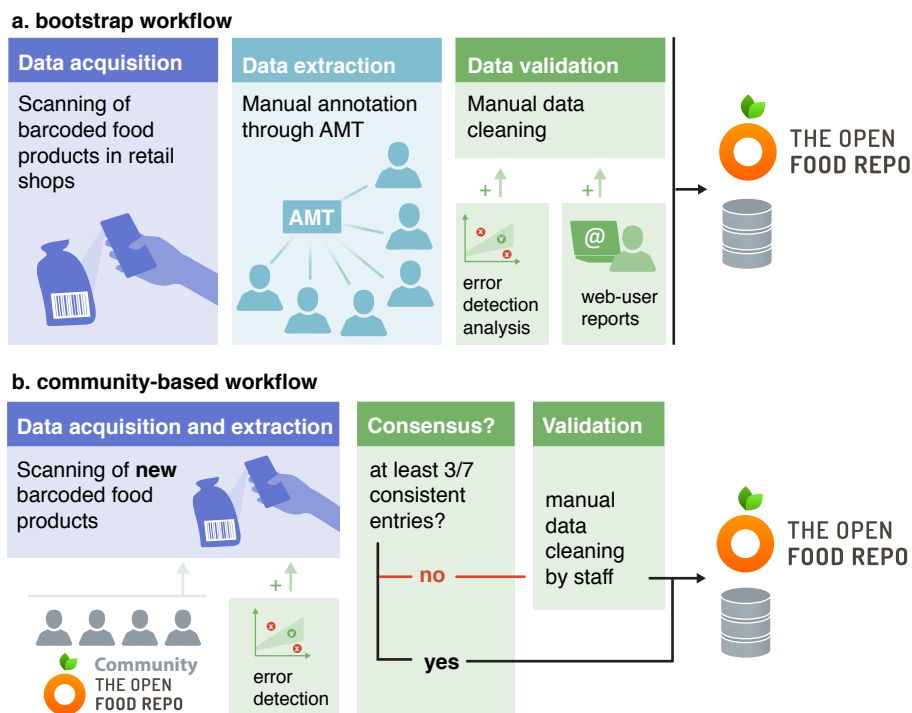 a. bootstrap workflow
Data acquisition
Scanning of
barcoded food
products in retail
shops
Data extraction
Manual annotation
through AMT
AMT
Data validation
Manual data
cleaning
+
+
x
v
x
error
detection
analysis
@
web-user
reports
THE OPEN
FOOD REPO
b. community-based workflow
Data acquisition and extraction
Scanning of new
barcoded food
products
+
Community
THE OPEN
FOOD REPO
x
v
x
error
detection
Consensus?
at least 3/7
consistent
entries?
no
yes
Validation
manual
data
cleaning
by staff
THE OPEN
FOOD REPO